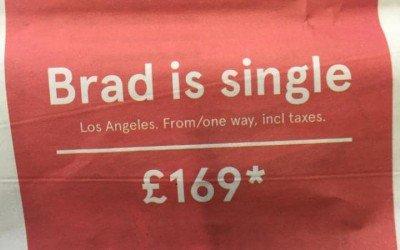 Brad is single
Los Angeles. From/one way, incl taxes.
£169*